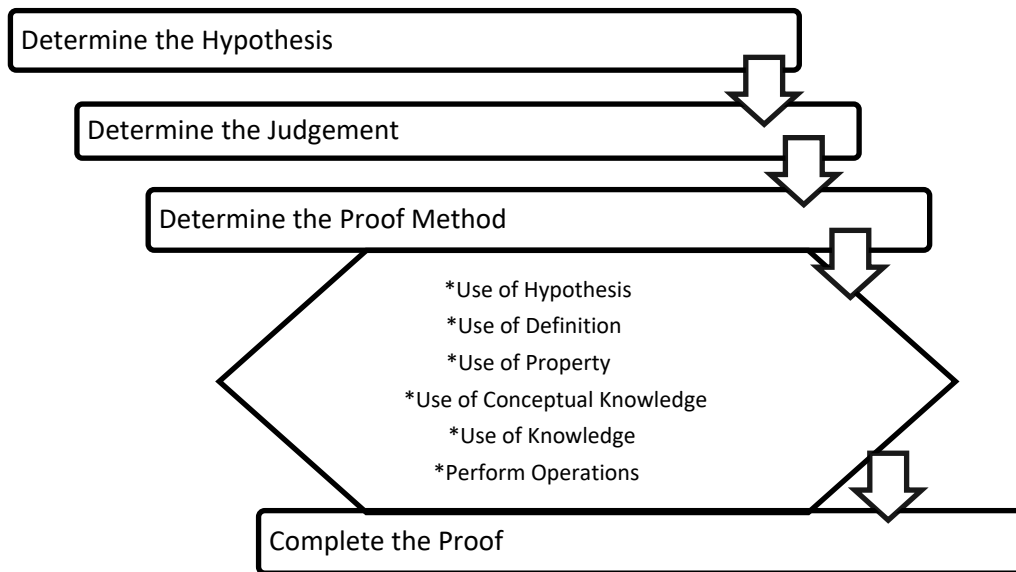 Determine the Hypothesis
Determine the Judgement
Determine the Proof Method
*Use of Hypothesis
*Use of Definition
*Use of Property
*Use of Conceptual Knowledge
*Use of Knowledge
*Perform Operations
Complete the Proof